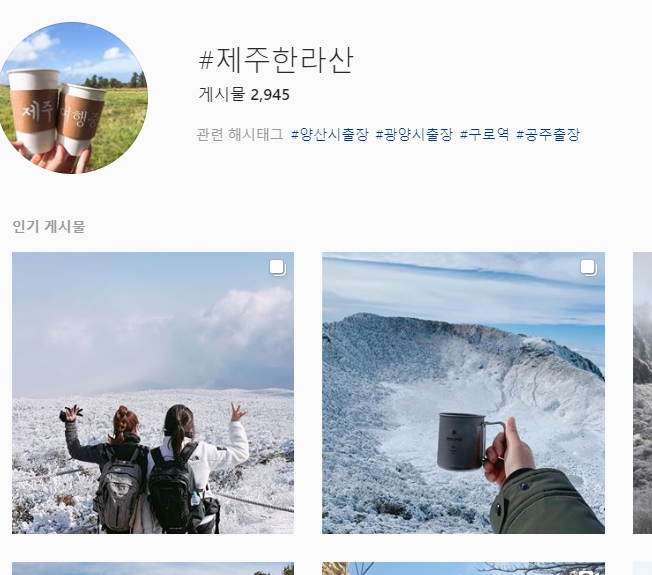 제주
여행중
#제주한라산
게시물 2,945
관련 해시태그 #양산시출장 #광양시출장 #구로역 #공주출장
인기 게시물